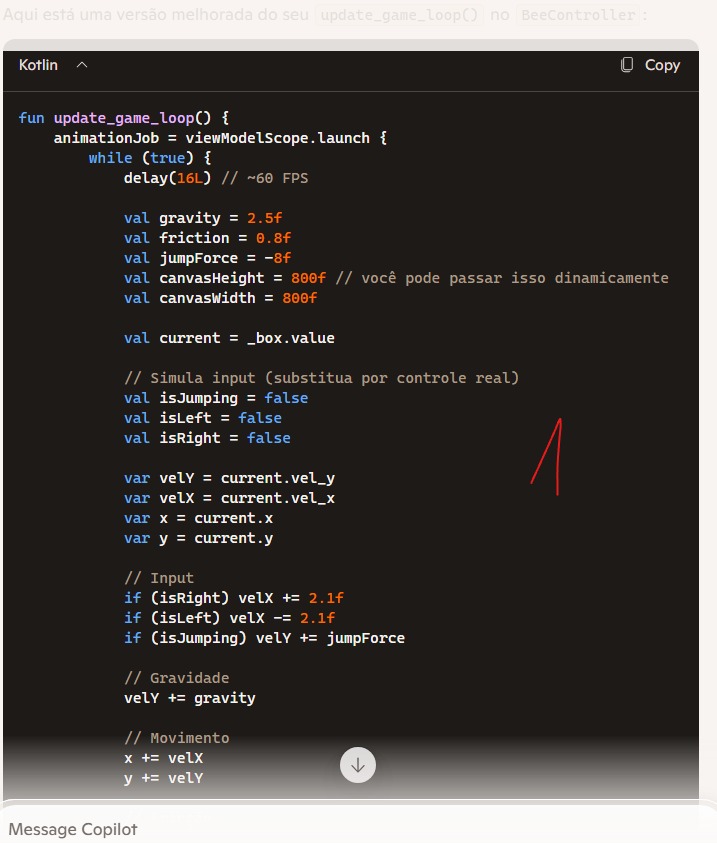 Aqui está uma versão melhorada do seu update_game_loop() no BeeController:
Kotlin
Copy
fun update_game_loop() {
    animationJob = viewModelScope.launch {
        while (true) {
            delay(16L) // ~60 FPS
            val gravity = 2.5f
            val friction = 0.8f
            val jumpForce = -8f
            val canvasHeight = 800f // você pode passar isso dinamicamente
            val canvasWidth = 800f
            val current = _box.value
            // Simula input (substitua por controle real)
            val isJumping = false
            val isLeft = false
            val isRight = false
            var velY = current.vel_y
            var velX = current.vel_x
            var x = current.x
            var y = current.y
            // Input
            if (isRight) velX += 2.1f
            if (isLeft) velX -= 2.1f
            if (isJumping) velY += jumpForce
            // Gravidade
            velY += gravity
            // Movimento
            x += velX
            y += velY
1
Message Copilot